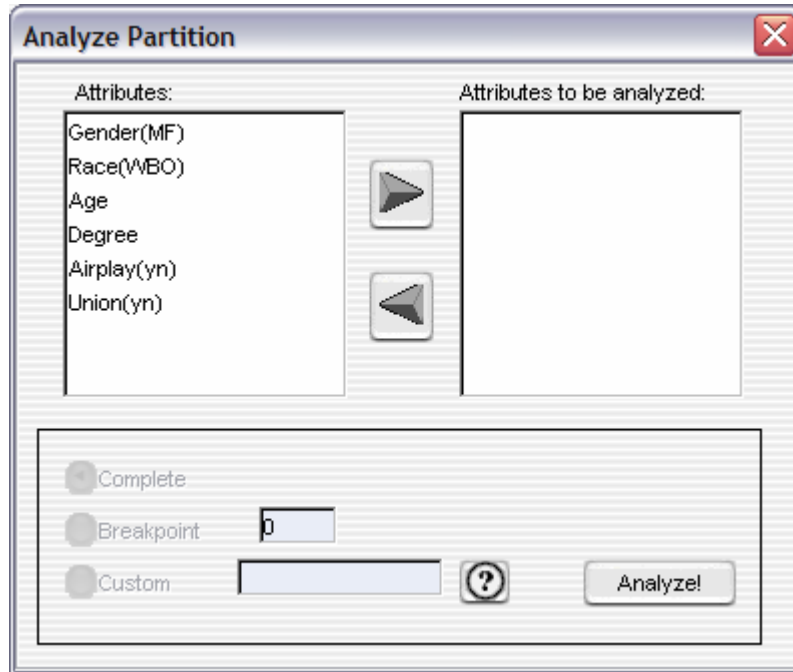 Analyze Partition
Attributes:
Attributes to be analyzed:
Gender(MF)
Race(WBO)
Age
Degree
Airplay(yn)
Union(yn)
Complete
Breakpoint 0
Custom ? Analyze!